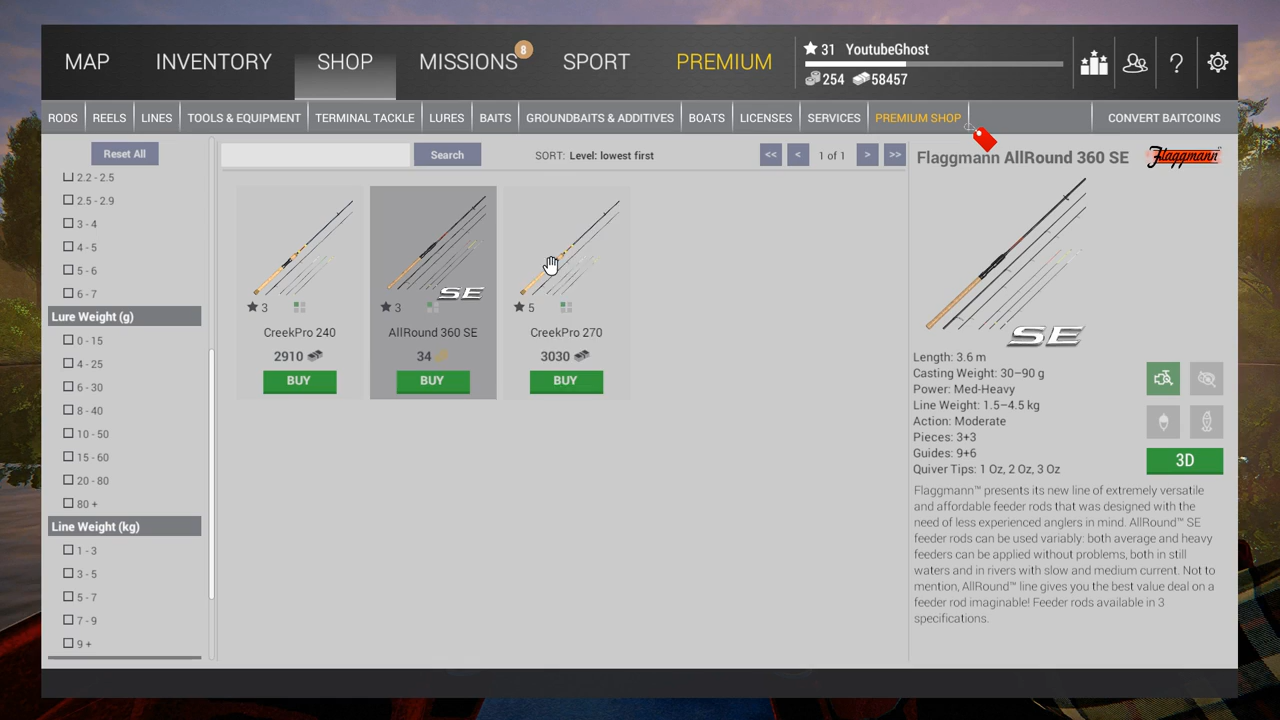 MAP
INVENTORY
SHOP
MISSIONS
8
SPORT
PREMIUM
31 YoutubeGhost
254 58457
RODS
REELS
LINES
TOOLS & EQUIPMENT
TERMINAL TACKLE
LURES
BAITS
GROUNDBAITS & ADDITIVES
BOATS
LICENSES
SERVICES
PREMIUM SHOP
CONVERT BAITCOINS
Reset All
2.2 - 2.5
2.5 - 2.9
3 - 4
4 - 5
5 - 6
6 - 7
Lure Weight (g)
0 - 15
4 - 25
6 - 30
8 - 40
10 - 50
15 - 60
20 - 80
80 +
Line Weight (kg)
1 - 3
3 - 5
5 - 7
7 - 9
9 +
Search
SORT: Level: lowest first
<<
<
1 of 1
>
>>
3
CreekPro 240
2910
BUY
SE
3
AllRound 360 SE
34
BUY
5
CreekPro 270
3030
BUY
Flaggmann AllRound 360 SE
Flaggmann
SE
Length: 3.6 m
Casting Weight: 30–90 g
Power: Med-Heavy
Line Weight: 1.5–4.5 kg
Action: Moderate
Pieces: 3+3
Guides: 9+6
Quiver Tips: 1 Oz, 2 Oz, 3 Oz
3D
Flaggmann™ presents its new line of extremely versatile
and affordable feeder rods that was designed with the
need of less experienced anglers in mind. AllRound™ SE
feeder rods can be used variably: both average and heavy
feeders can be applied without problems, both in still
waters and in rivers with slow and medium current. Not to
mention, AllRound™ line gives you the best value deal on a
feeder rod imaginable! Feeder rods available in 3
specifications.